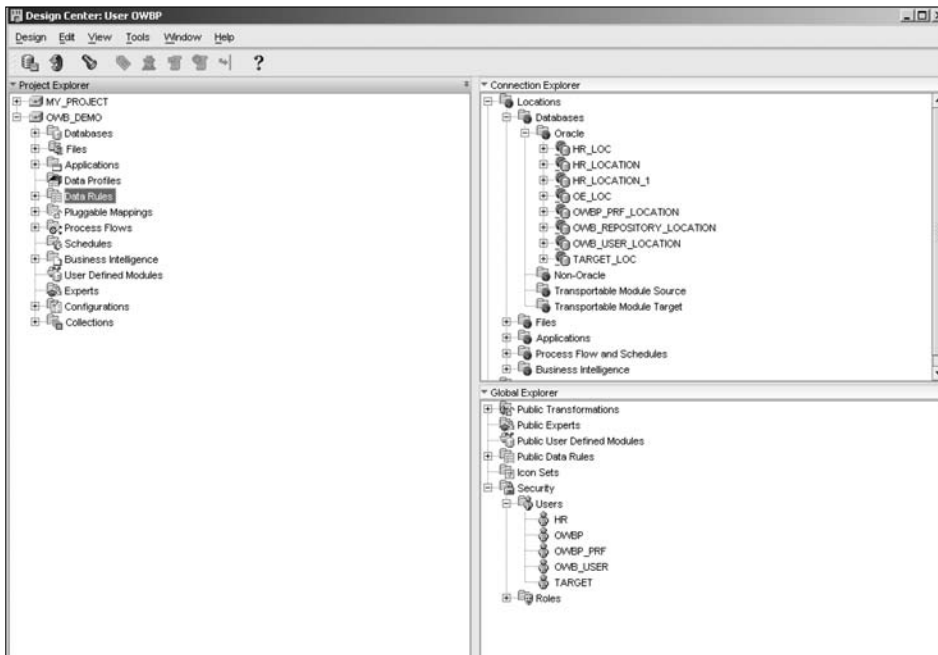 Design Center: User OWBP
Design Edit View Tools Window Help
?
Project Explorer
MY_PROJECT
OWB_DEMO
Databases
Files
Applications
Data Profiles
Data Rules
Pluggable Mappings
Process Flows
Schedules
Business Intelligence
User Defined Modules
Experts
Configurations
Collections
Connection Explorer
Locations
Databases
Oracle
HR_LOC
HR_LOCATION
HR_LOCATION_1
OE_LOC
OWBP_PRF_LOCATION
OWB_REPOSITORY_LOCATION
OWB_USER_LOCATION
TARGET_LOC
Non-Oracle
Transportable Module Source
Transportable Module Target
Files
Applications
Process Flow and Schedules
Business Intelligence
Global Explorer
Public Transformations
Public Experts
Public User Defined Modules
Public Data Rules
Icon Sets
Security
Users
HR
OWBP
OWBP_PRF
OWB_USER
TARGET
Roles